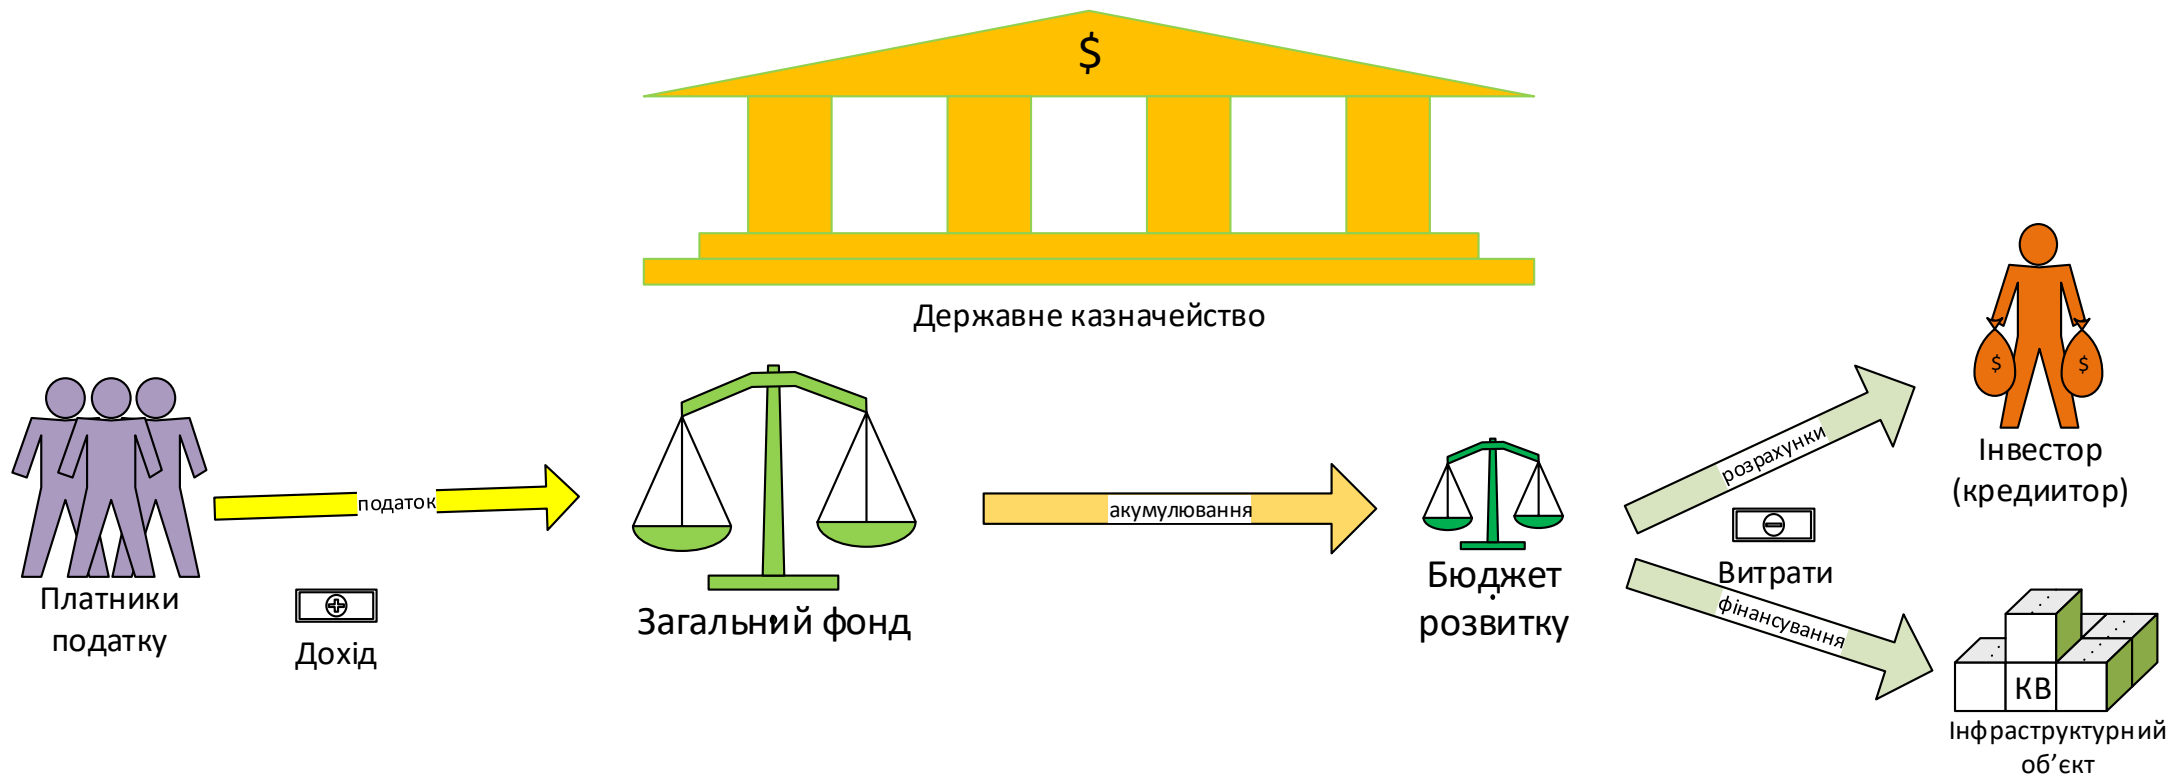 $
Державне казначейство
Платники
податку
податок
Дохід
Загальний фонд
акумулювання
Бюджет
розвитку
розрахунки
Витрати
фінансування
$ $
Інвестор
(кредиитор)
КВ
Інфраструктурний
об’єкт